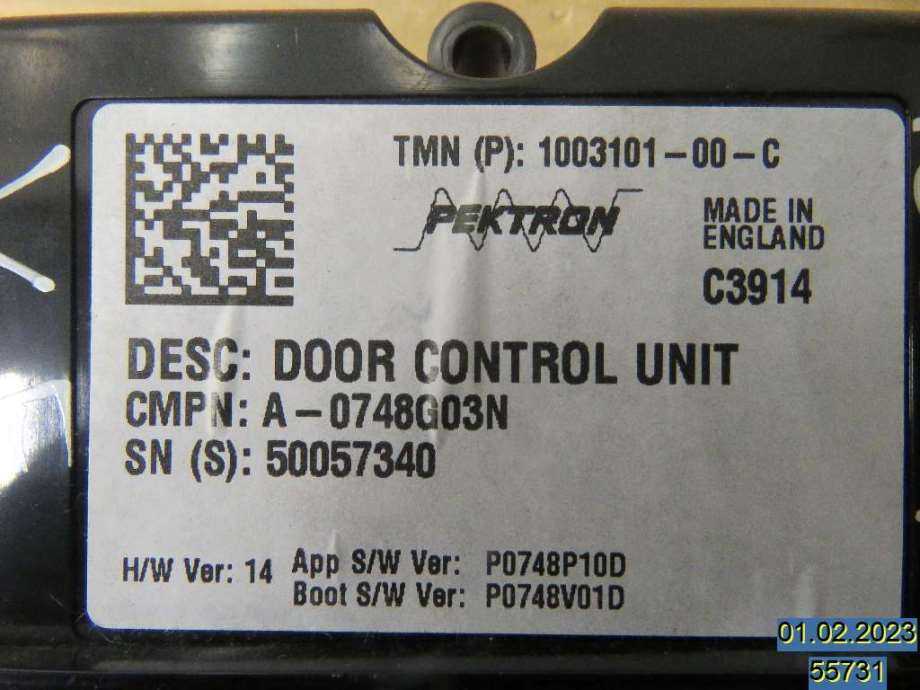 TMN (P): 1003101-00-C
PEKTRON
MADE IN
ENGLAND
C3914
DESC: DOOR CONTROL UNIT
CMPN: A-0748G03N
SN (S): 50057340
H/W Ver: 14
App S/W Ver: P0748P10D
Boot S/W Ver: P0748V01D
01.02.2023
55731